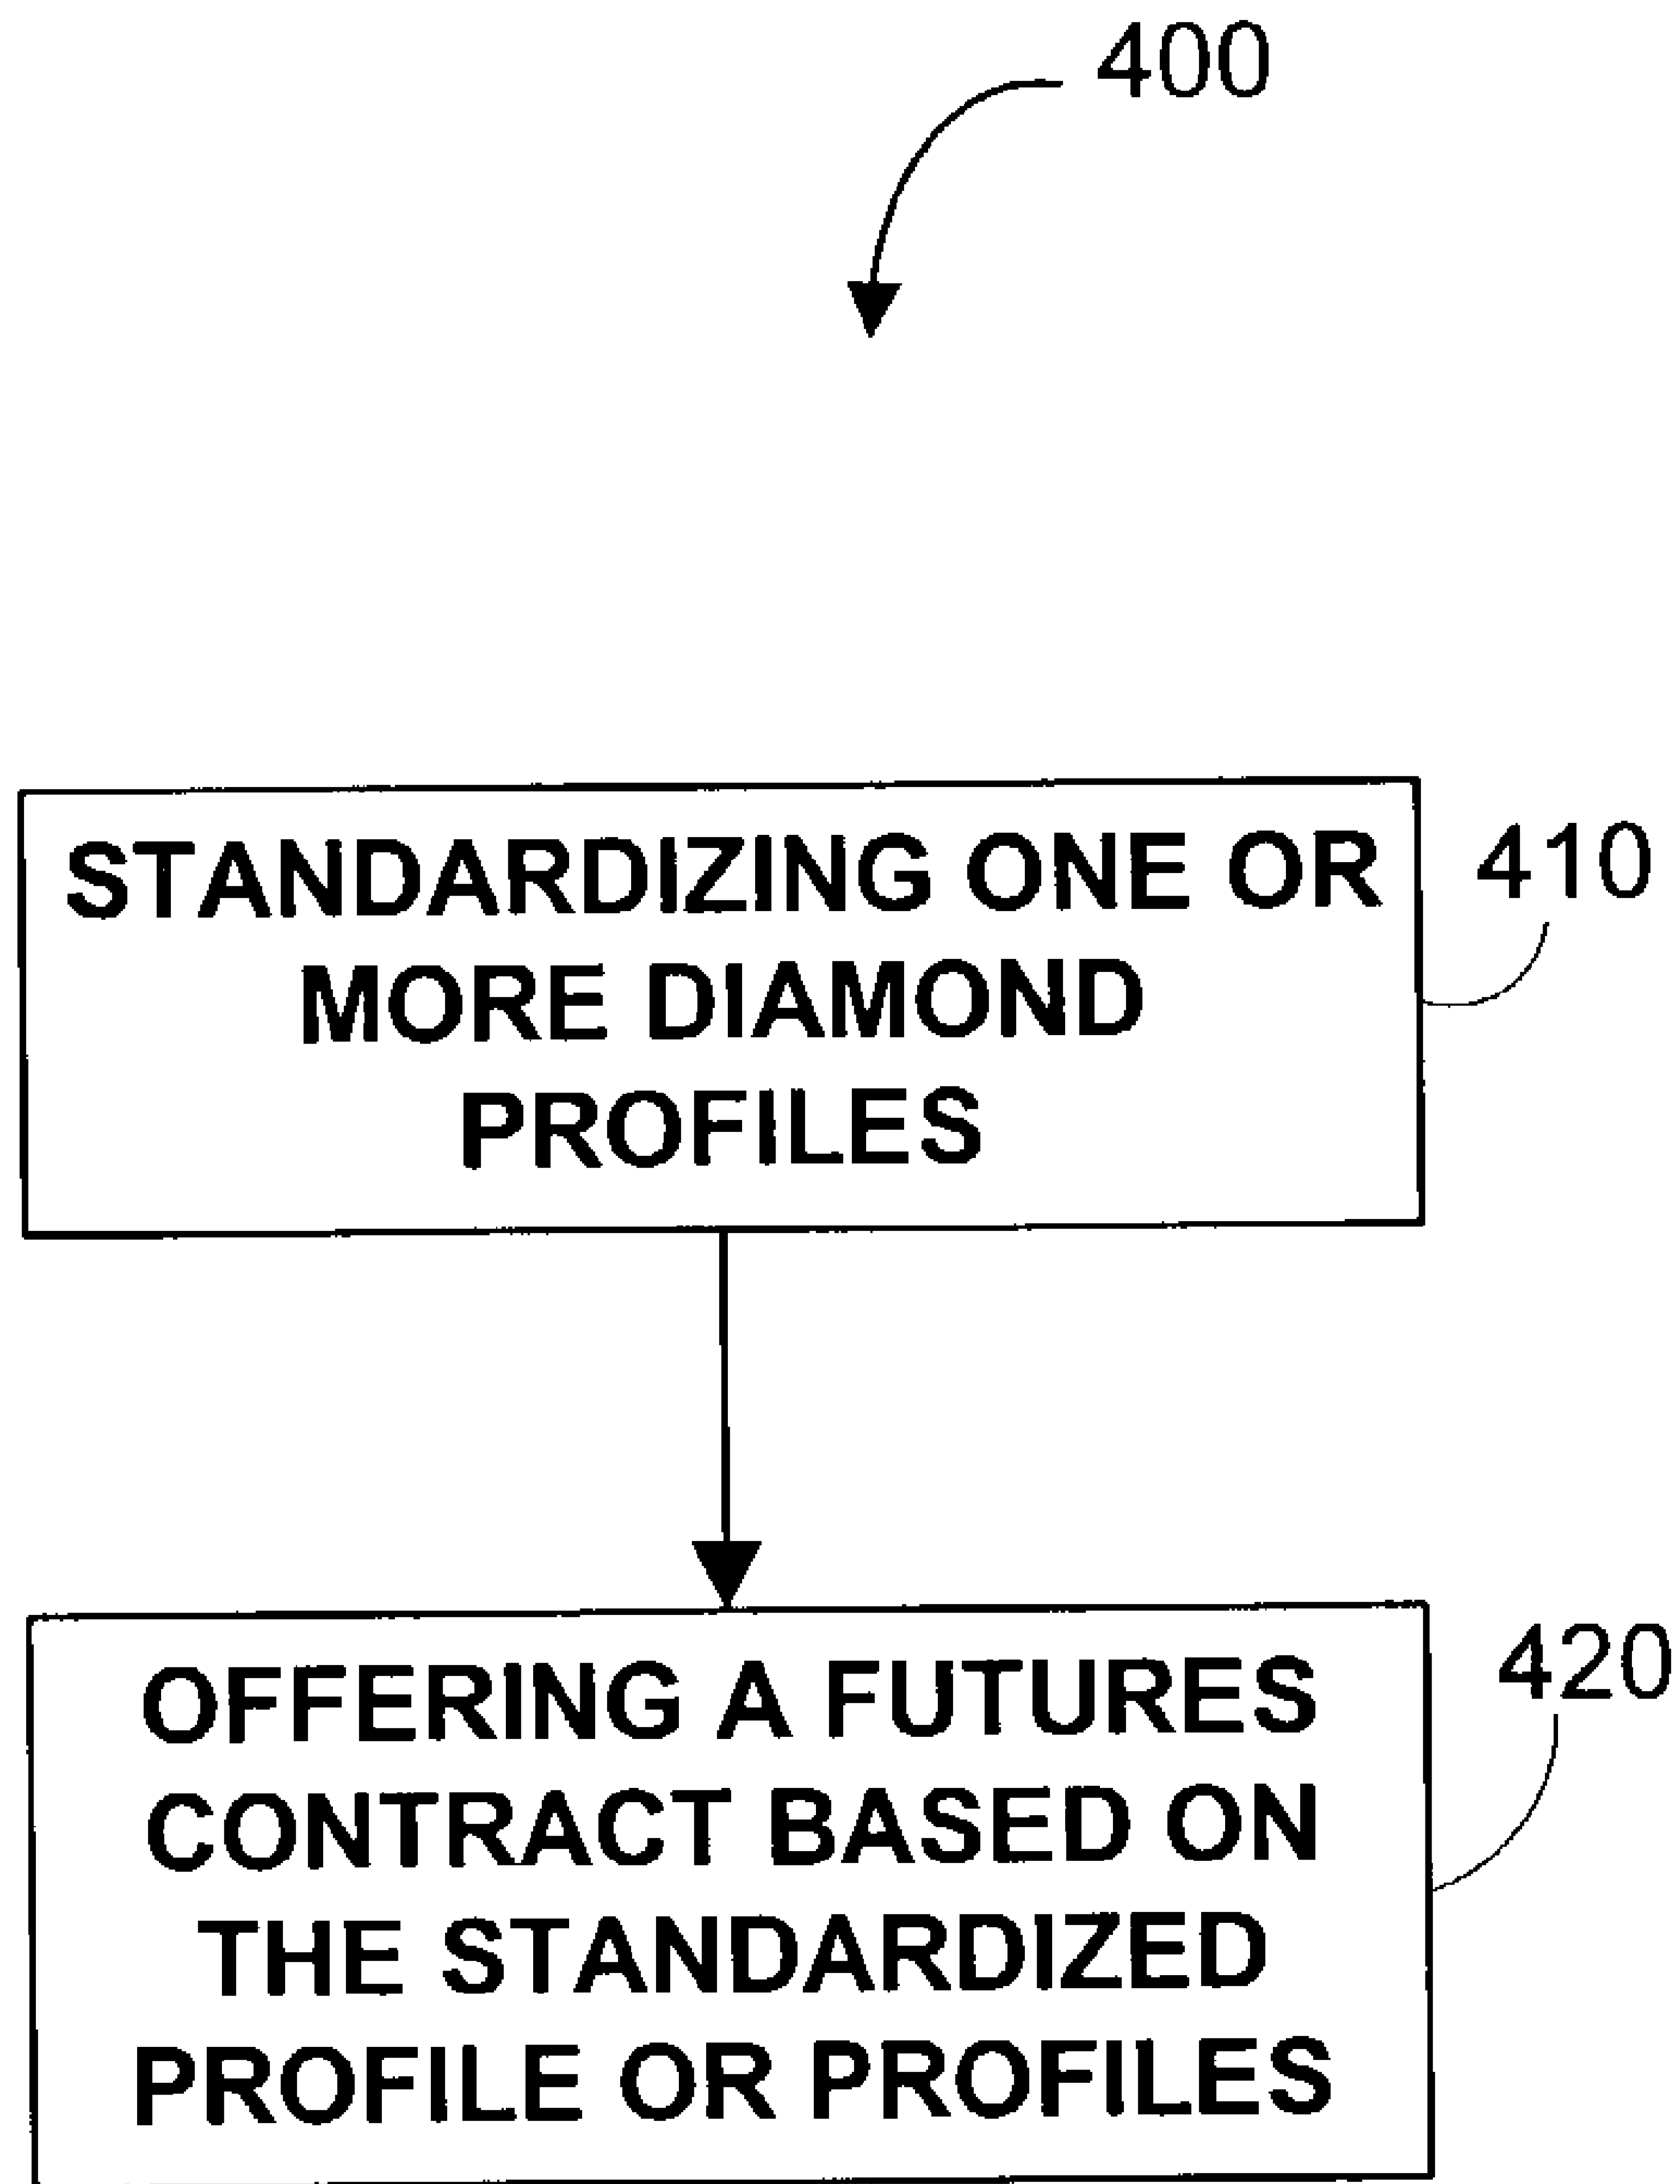 400
STANDARDIZING ONE OR
MORE DIAMOND
PROFILES
410
OFFERING A FUTURES
CONTRACT BASED ON
THE STANDARDIZED
PROFILE OR PROFILES
420